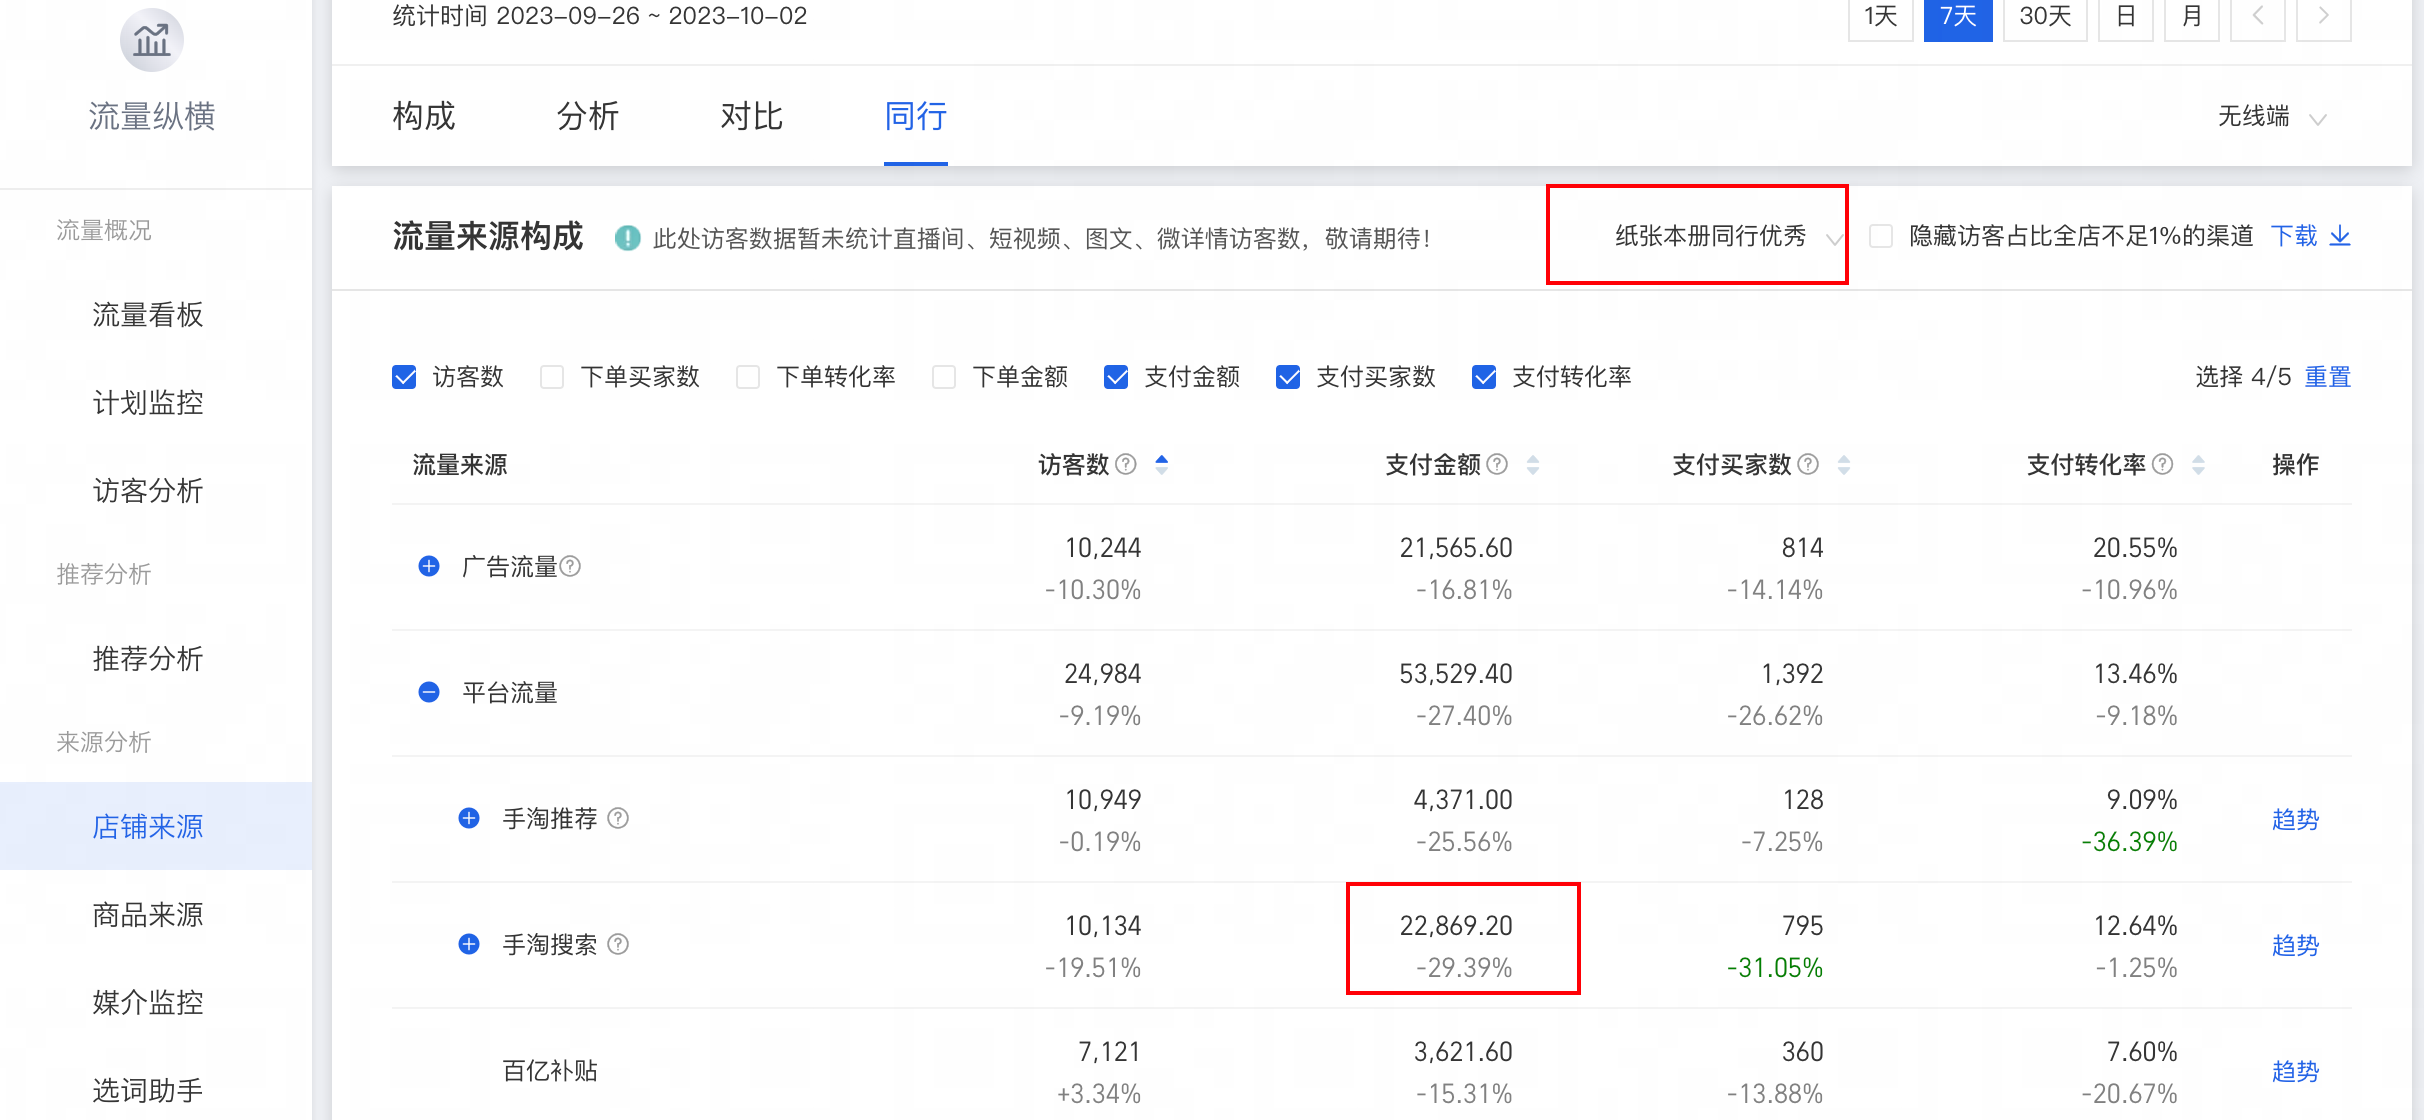 流量纵横
流量概况
流量看板
计划监控
访客分析
推荐分析
推荐分析
来源分析
店铺来源
商品来源
媒介监控
选词助手
统计时间 2023-09-26 ~ 2023-10-02
1天 7天 30天 日 月 < >
构成 分析 对比 同行 无线端
流量来源构成 此处访客数据暂未统计直播间、短视频、图文、微详情访客数，敬请期待！ 纸张本册同行优秀 隐藏访客占比全店不足1%的渠道 下载
访客数 下单买家数 下单转化率 下单金额 支付金额 支付买家数 支付转化率 选择 4/5 重置
流量来源 访客数? 支付金额? 支付买家数? 支付转化率? 操作
广告流量? 10,244 21,565.60 814 20.55%
-10.30% -16.81% -14.14% -10.96%
平台流量 24,984 53,529.40 1,392 13.46%
-9.19% -27.40% -26.62% -9.18%
手淘推荐 ? 10,949 4,371.00 128 9.09% 趋势
-0.19% -25.56% -7.25% -36.39%
手淘搜索 ? 10,134 22,869.20 795 12.64% 趋势
-19.51% -29.39% -31.05% -1.25%
百亿补贴 7,121 3,621.60 360 7.60% 趋势
+3.34% -15.31% -13.88% -20.67%